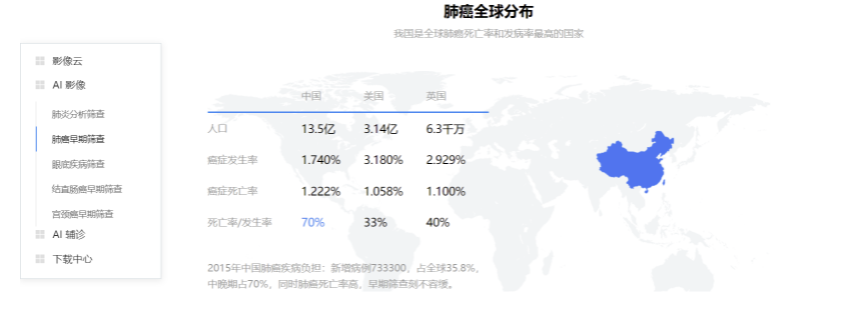 肺癌全球分布
我国是全球肺癌死亡率和发病率最高的国家
影像云
AI 影像
肺炎分析筛查
肺癌早期筛查
眼底疾病筛查
结直肠癌早期筛查
宫颈癌早期筛查
AI 辅诊
下载中心
中国 美国 英国
人口 13.5亿 3.14亿 6.3千万
癌症发生率 1.740% 3.180% 2.929%
癌症死亡率 1.222% 1.058% 1.100%
死亡率/发生率 70% 33% 40%
2015年中国肺癌疾病负担：新增病例733300，占全球35.8%，
中晚期占70%，同时肺癌死亡率高，早期筛查刻不容缓。